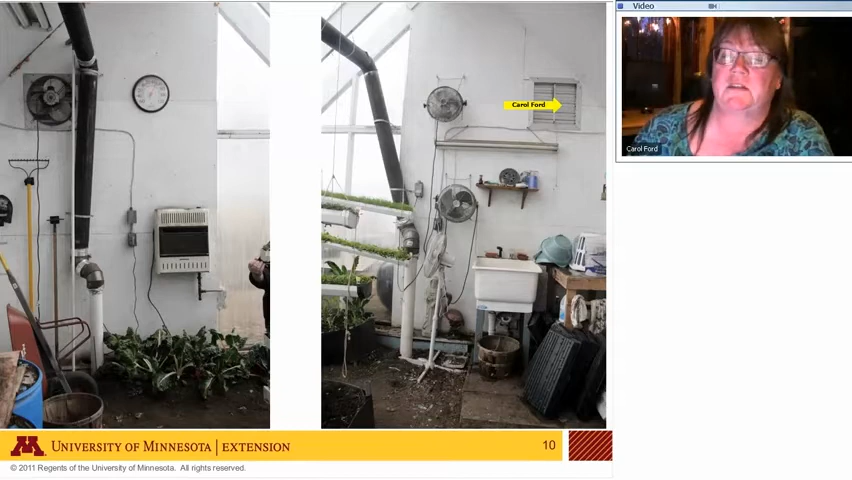 Video
Carol Ford
Carol Ford
UNIVERSITY OF MINNESOTA | EXTENSION
10
© 2011 Regents of the University of Minnesota. All rights reserved.